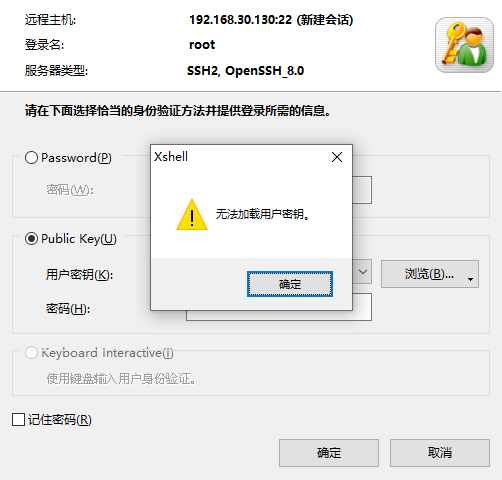 远程主机: 192.168.30.130:22 (新建会话)
登录名: root
服务器类型: SSH2, OpenSSH_8.0
请在下面选择恰当的身份验证方法并提供登录所需的信息。
Password(P)
密码(W):
Xshell
无法加载用户密钥。
确定
Public Key(U)
用户密钥(K): 浏览(B)...
密码(H):
Keyboard Interactive(I)
使用键盘输入用户身份验证。
记住密码(R)
确定 取消